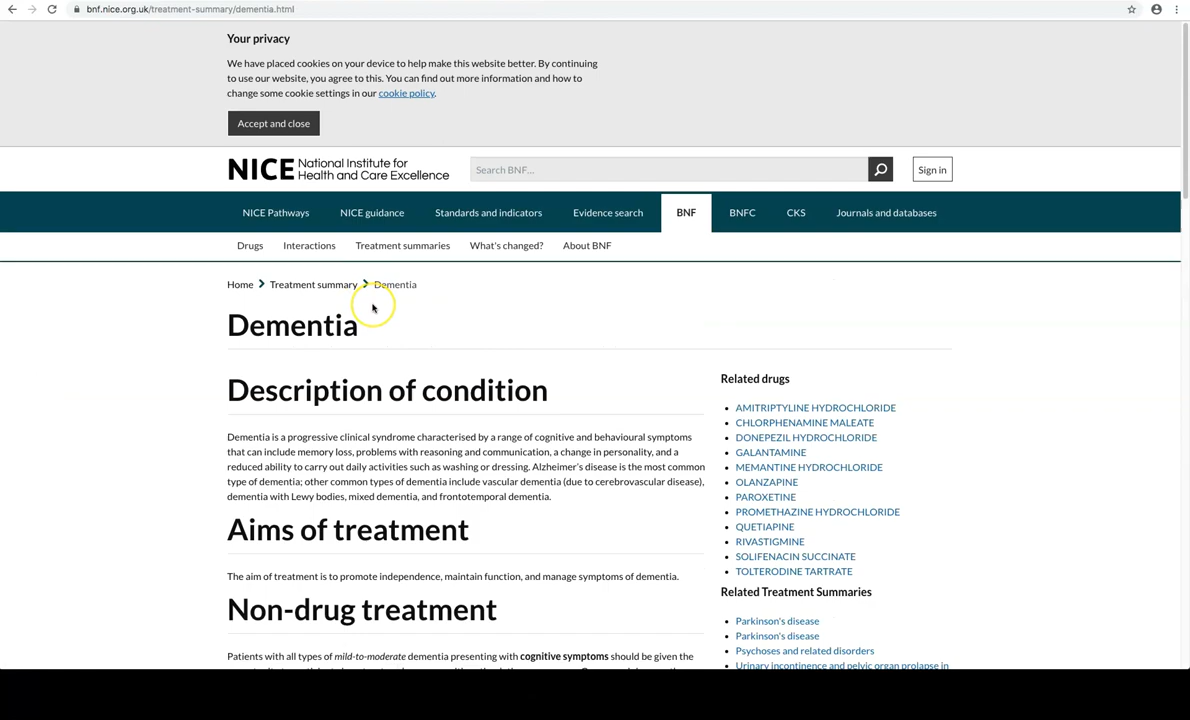 bnf.nice.org.uk/treatment-summary/dementia.html
Your privacy
We have placed cookies on your device to help make this website better. By continuing
to use our website, you agree to this. You can find out more information and how to
change some cookie settings in our cookie policy.
Accept and close
NICE National Institute for
Health and Care Excellence
Search BNF...
Sign in
NICE Pathways NICE guidance Standards and indicators Evidence search BNF BNFC CKS Journals and databases
Drugs Interactions Treatment summaries What's changed? About BNF
Home Treatment summary Dementia
Dementia
Description of condition
Dementia is a progressive clinical syndrome characterised by a range of cognitive and behavioural symptoms
that can include memory loss, problems with reasoning and communication, a change in personality, and a
reduced ability to carry out daily activities such as washing or dressing. Alzheimer's disease is the most common
type of dementia; other common types of dementia include vascular dementia (due to cerebrovascular disease),
dementia with Lewy bodies, mixed dementia, and frontotemporal dementia.
Aims of treatment
The aim of treatment is to promote independence, maintain function, and manage symptoms of dementia.
Non-drug treatment
Patients with all types of mild-to-moderate dementia presenting with cognitive symptoms should be given the
Related drugs
AMITRIPTYLINE HYDROCHLORIDE
CHLORPHENAMINE MALEATE
DONEPEZIL HYDROCHLORIDE
GALANTAMINE
MEMANTINE HYDROCHLORIDE
OLANZAPINE
PAROXETINE
PROMETHAZINE HYDROCHLORIDE
QUETIAPINE
RIVASTIGMINE
SOLIFENACIN SUCCINATE
TOLTERODINE TARTRATE
Related Treatment Summaries
Parkinson's disease
Parkinson's disease
Psychoses and related disorders
Urinary incontinence and pelvic organ prolapse in